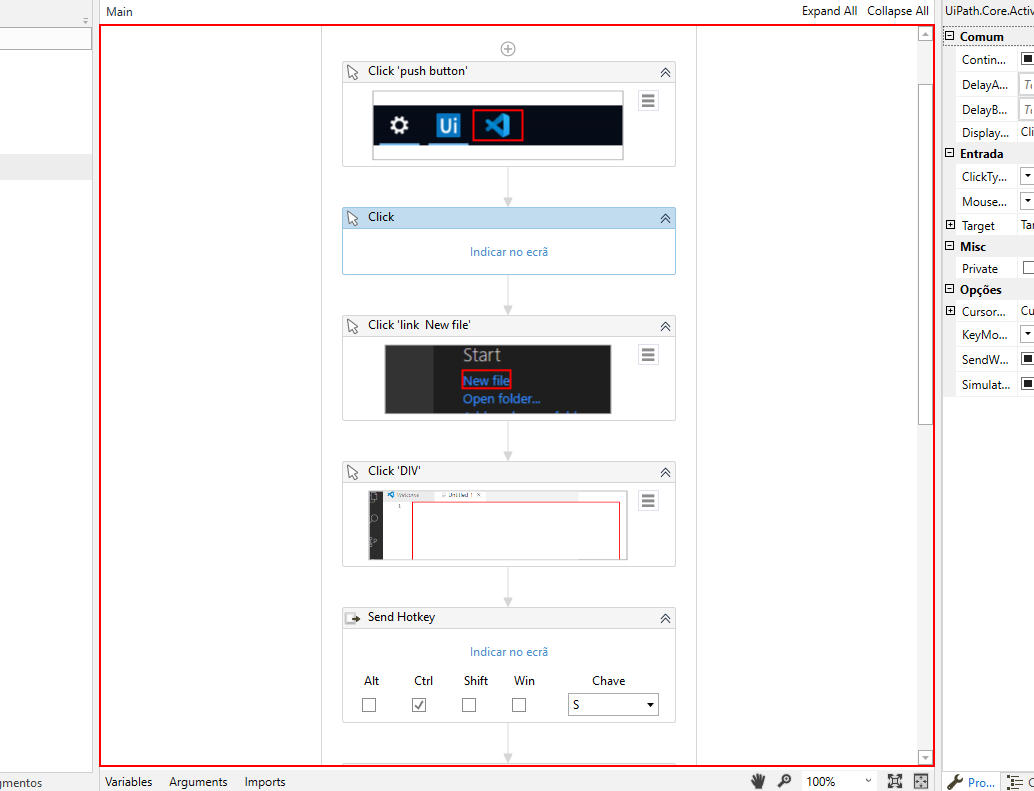 Main
Expand All
Collapse All
Click 'push button'
Ui
Click
Indicar no ecrã
Click 'link New file'
Start
New file
Open folder...
Click 'DIV'
Welcome
Untitled
1
Send Hotkey
Indicar no ecrã
Alt
Ctrl
Shift
Win
Chave
S
Variables
Arguments
Imports
100%
gmentos
UiPath.Core.Activ
Comum
Contin...
DelayA...
DelayB...
Display...
Cli
Entrada
ClickTy...
Mouse...
Target
Tar
Misc
Private
Opções
Cursor...
Cu
KeyMo...
SendW...
Simulat...
Pro...